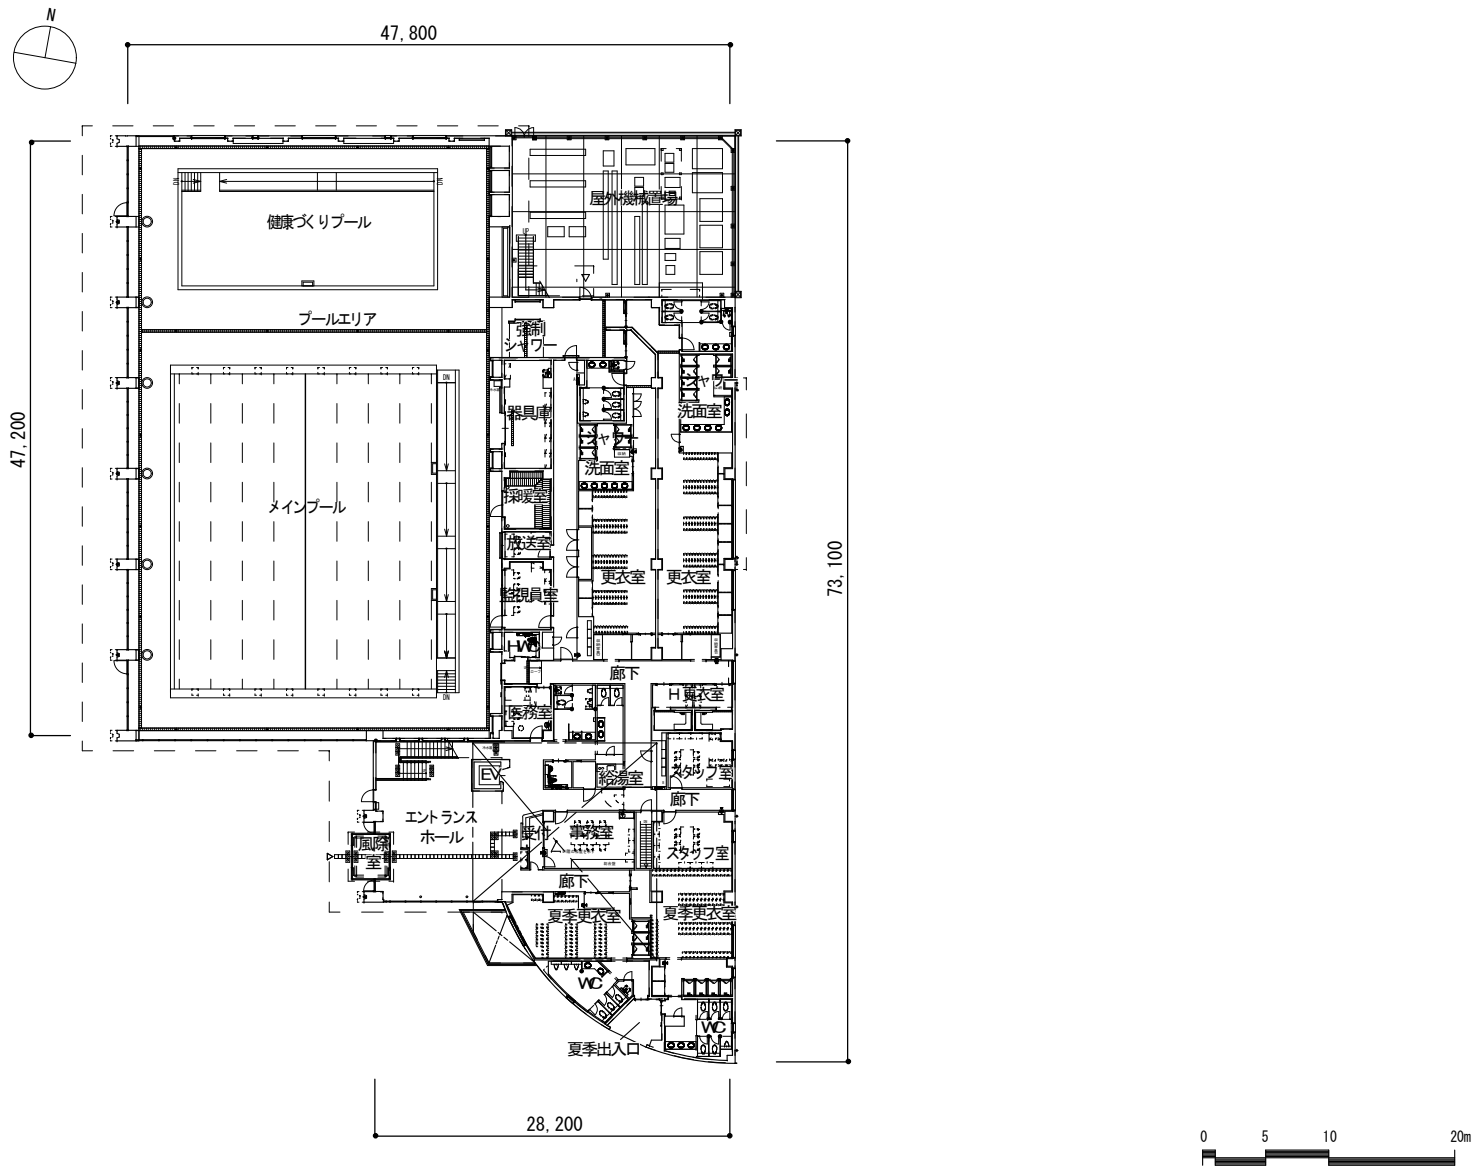 N
47,800
屋外機械置場
UP
DN
DN
健康づくりプール
プールエリア
強制
シャワー
DN
シャワー
洗面室
器具庫
シャワー
洗面室
47,200
採暖室
メインプール
放送室
73,100
更衣室
更衣室
監視員室
HWC
廊下
DN
H更衣室
医務室
EV
給湯室
スタッフ室
廊下
エントランス
ホール
受付
事務室
風除
室
スタッフ室
廊下
夏季更衣室
夏季更衣室
WC
WC
夏季出入口
28,200
0
5
10
20m